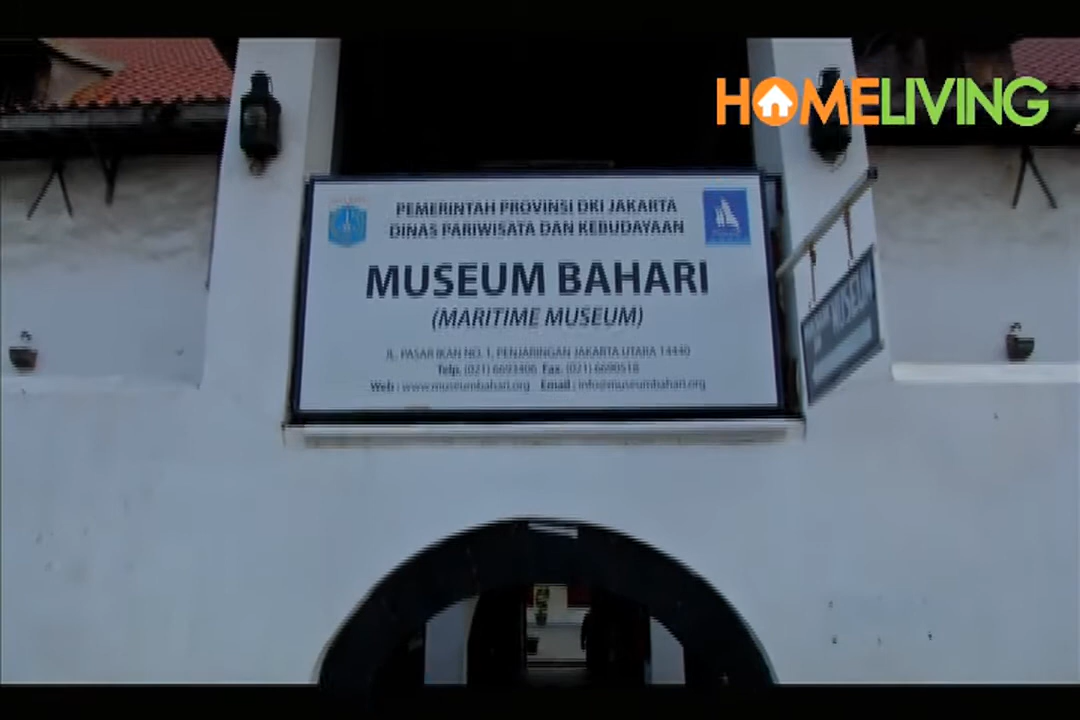 HOMELIVING
PEMERINTAH PROVINSI DKI JAKARTA
DINAS PARIWISATA DAN KEBUDAYAAN
MUSEUM BAHARI
(MARITIME MUSEUM)
JL. PASAR IKAN NO. 1, PENJARINGAN JAKARTA UTARA 14440
Telp. (021) 6693406 Fax. (021) 6690518
Web : www.museumbahari.org Email : info@museumbahari.org
MUSEUM